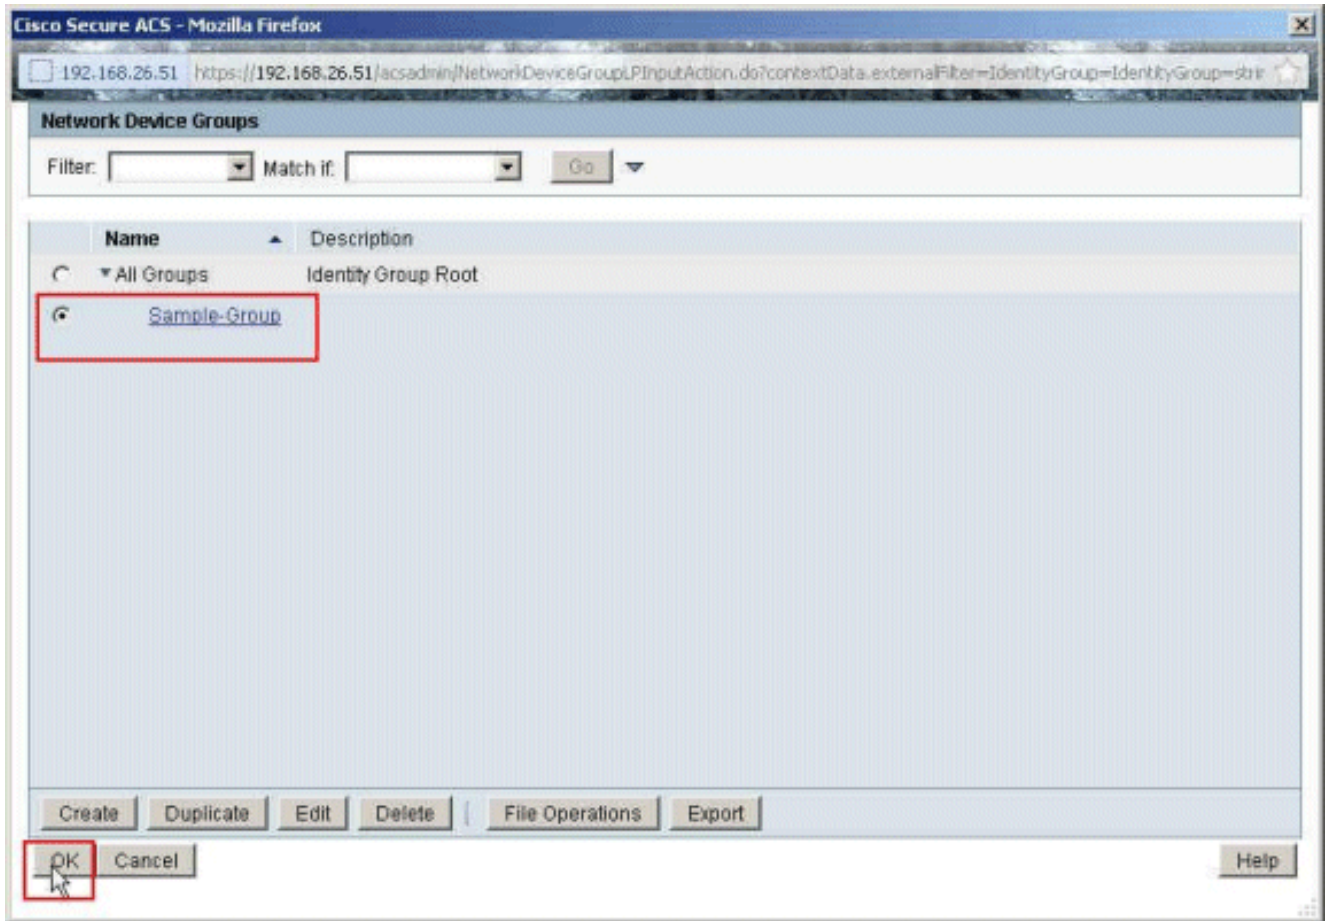 Cisco Secure ACS - Mozilla Firefox
192.168.26.51 https://192.168.26.51/acsadmin/NetworkDeviceGroupLPInputAction.do?contextData.externalFilter=IdentityGroup=IdentityGroup=strir
Network Device Groups
Filter: Match if: Go
Name Description
All Groups Identity Group Root
Sample-Group
Create Duplicate Edit Delete File Operations Export
OK Cancel Help